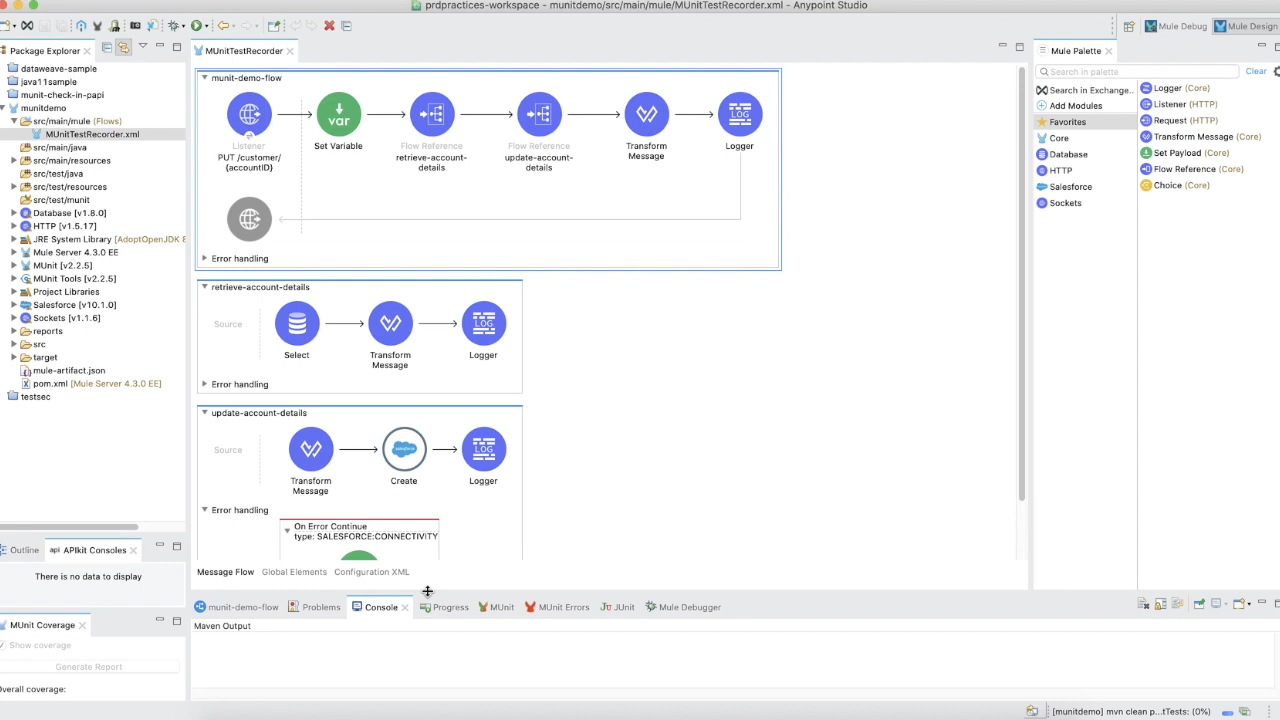 prdpractices-workspace - munitdemo/src/main/mule/MUnitTestRecorder.xml - Anypoint Studio
Mule Debug
Mule Design
Package Explorer
dataweave-sample
java11sample
munit-check-in-papi
munitdemo
src/main/mule (Flows)
MUnitTestRecorder.xml
src/main/java
src/main/resources
src/test/java
src/test/resources
src/test/munit
Database [v1.8.0]
HTTP [v1.5.17]
JRE System Library [AdoptOpenJDK 8
Mule Server 4.3.0 EE
MUnit [v2.2.5]
MUnit Tools [v2.2.5]
Project Libraries
Salesforce [v10.1.0]
Sockets [v1.1.6]
reports
src
target
mule-artifact.json
pom.xml [Mule Server 4.3.0 EE]
testsec
Outline
api
APIkit Consoles
There is no data to display
MUnit Coverage
Show coverage
Generate Report
Overall coverage:
MUnitTestRecorder
munit-demo-flow
var
LOG
Listener
PUT /customer/
{accountID}
Set Variable
Flow Reference
retrieve-account-
details
Flow Reference
update-account-
details
Transform
Message
Logger
Error handling
retrieve-account-details
Source
LOG
Select
Transform
Message
Logger
Error handling
update-account-details
Source
salesforce
LOG
Transform
Message
Create
Logger
Error handling
On Error Continue
type: SALESFORCE:CONNECTIVITY
Message Flow
Global Elements
Configuration XML
munit-demo-flow
Problems
Console
Progress
MUnit
MUnit Errors
JUnit
Mule Debugger
Maven Output
Mule Palette
Search in palette
Clear
Search in Exchange..
Add Modules
Favorites
Core
Database
HTTP
Salesforce
Sockets
Logger (Core)
Listener (HTTP)
Request (HTTP)
Transform Message (Core)
Set Payload (Core)
Flow Reference (Core)
Choice (Core)
[munitdemo] mvn clean p...tTests: (0%)